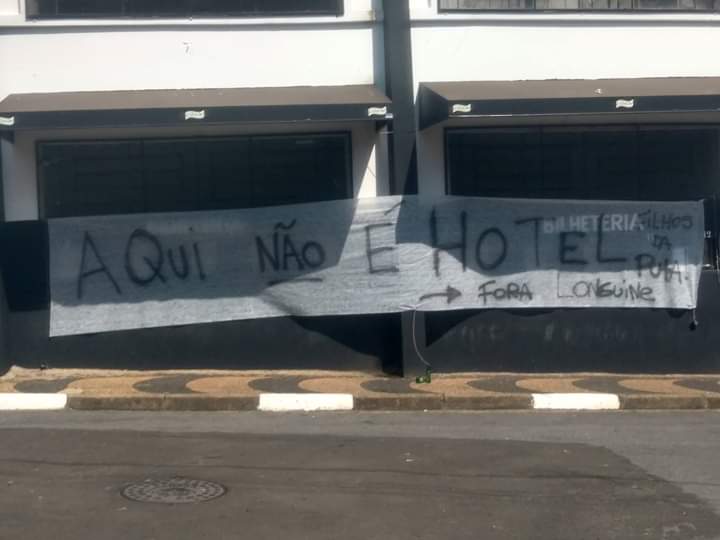 AQUI NÃO É HOTEL
FILHOS
DA
PUTA.
→ FORA LONGUINE
BILHETERIA